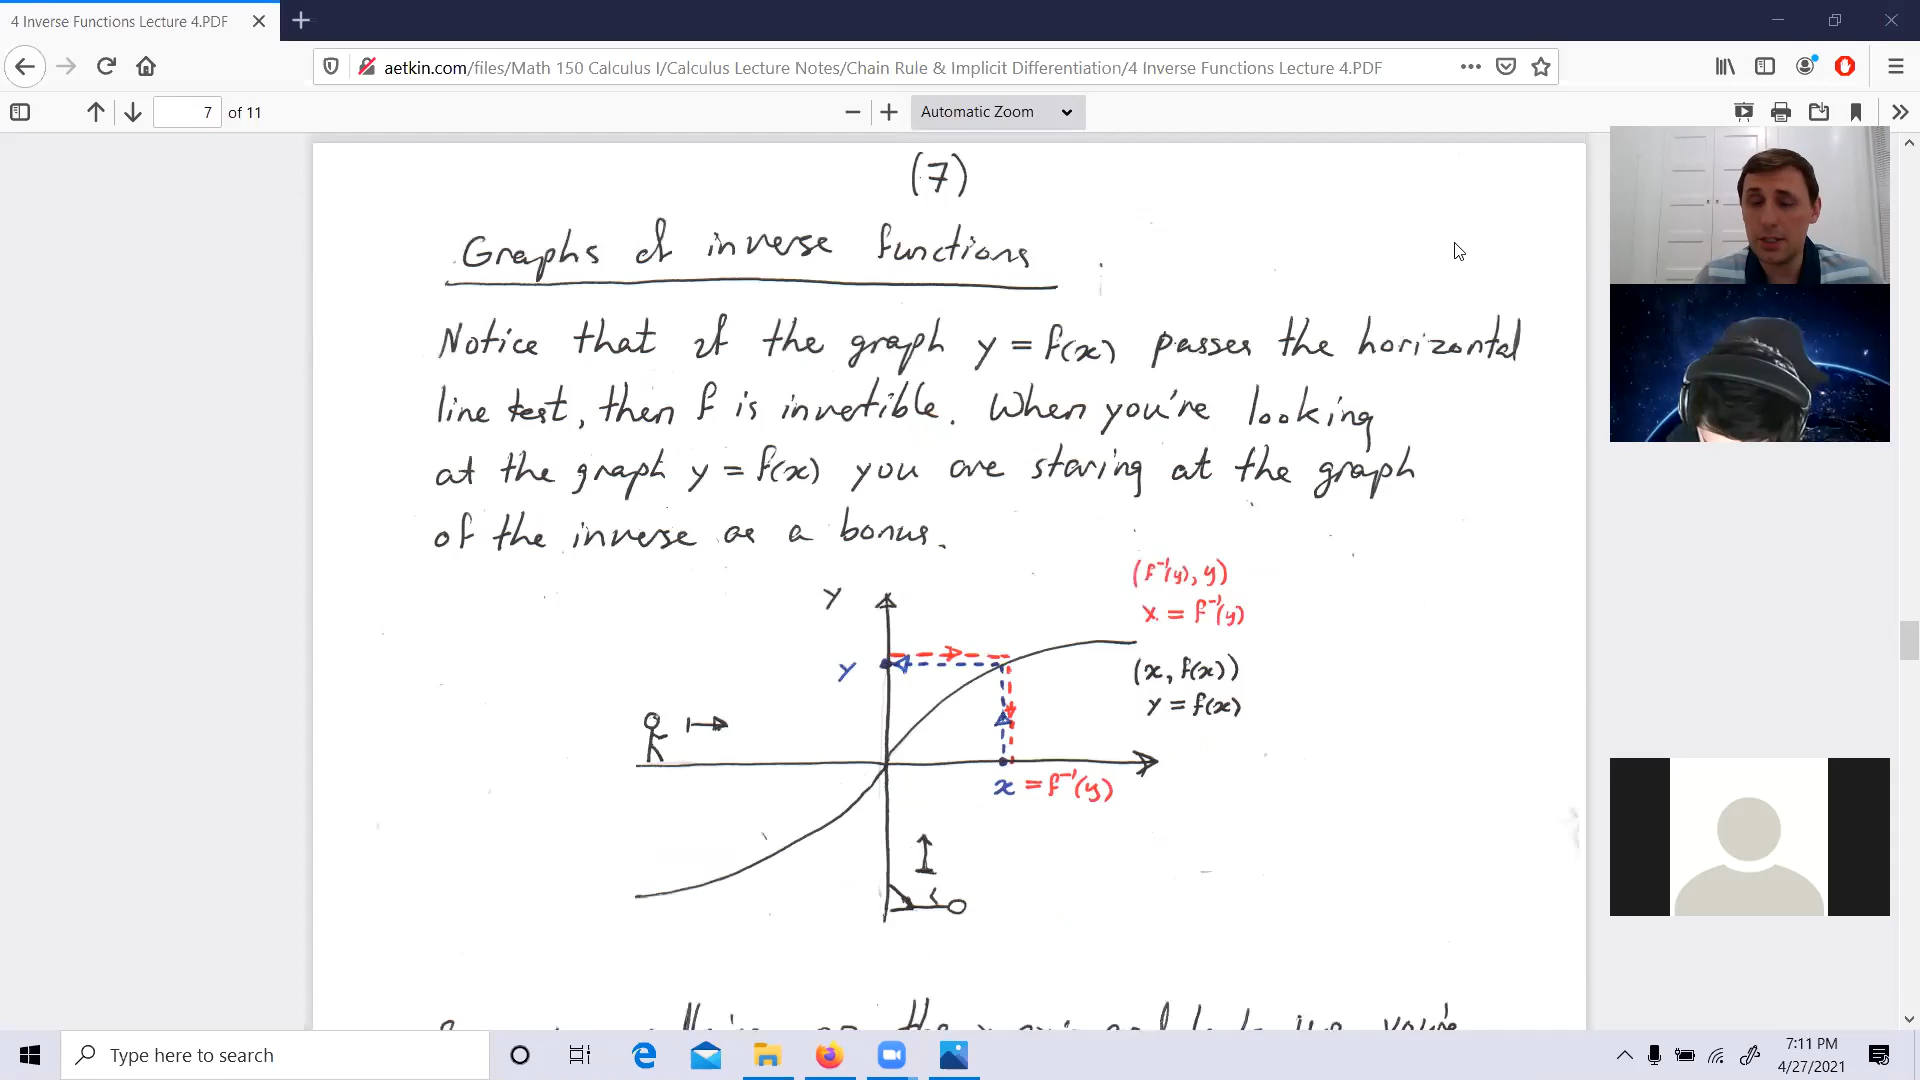 4 Inverse Functions Lecture 4.PDF
aetkin.com/files/Math 150 Calculus I/Calculus Lecture Notes/Chain Rule & Implicit Differentiation/4 Inverse Functions Lecture 4.PDF
7 of 11
Automatic Zoom
(7)
Graphs of inverse functions
Notice that if the graph y = f(x) passes the horizontal
line test, then f is invertible. When you're looking
at the graph y = f(x) you are staring at the graph
of the inverse as a bonus.
(f⁻¹(y), y)
x = f⁻¹(y)
y
y
(x, f(x))
y = f(x)
x = f⁻¹(y)
Type here to search
7:11 PM
4/27/2021